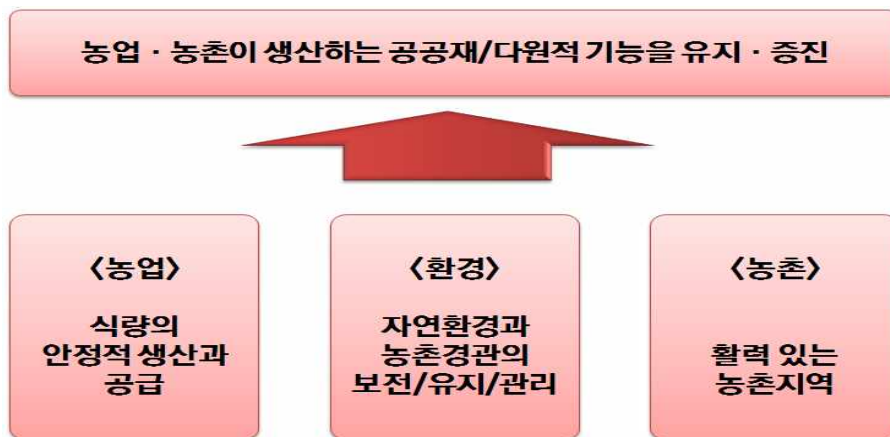 농업 · 농촌이 생산하는 공공재/다원적 기능을 유지 · 증진
〈농업〉
식량의
안정적 생산과
공급
〈환경〉
자연환경과
농촌경관의
보전/유지/관리
〈농촌〉
활력 있는
농촌지역